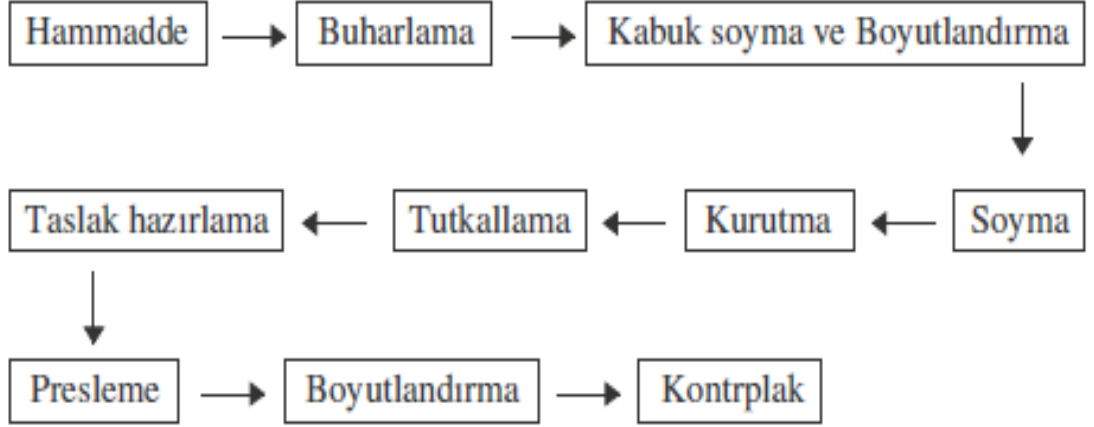 Hammadde Buharlama Kabuk soyma ve Boyutlandırma
Taslak hazırlama Tutkallama Kurutma Soyma
Presleme Boyutlandırma Kontrplak